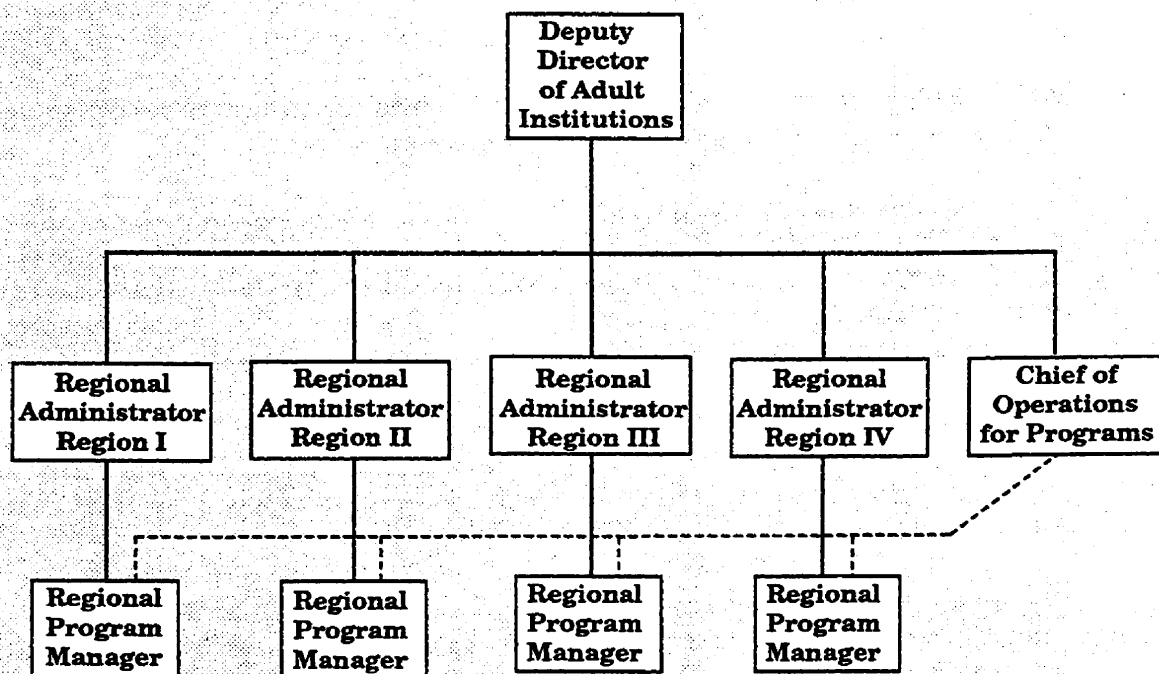 Deputy
Director
of Adult
Institutions
Regional
Administrator
Region I
Regional
Administrator
Region II
Regional
Administrator
Region III
Regional
Administrator
Region IV
Chief of
Operations
for Programs
Regional
Program
Manager
Regional
Program
Manager
Regional
Program
Manager
Regional
Program
Manager